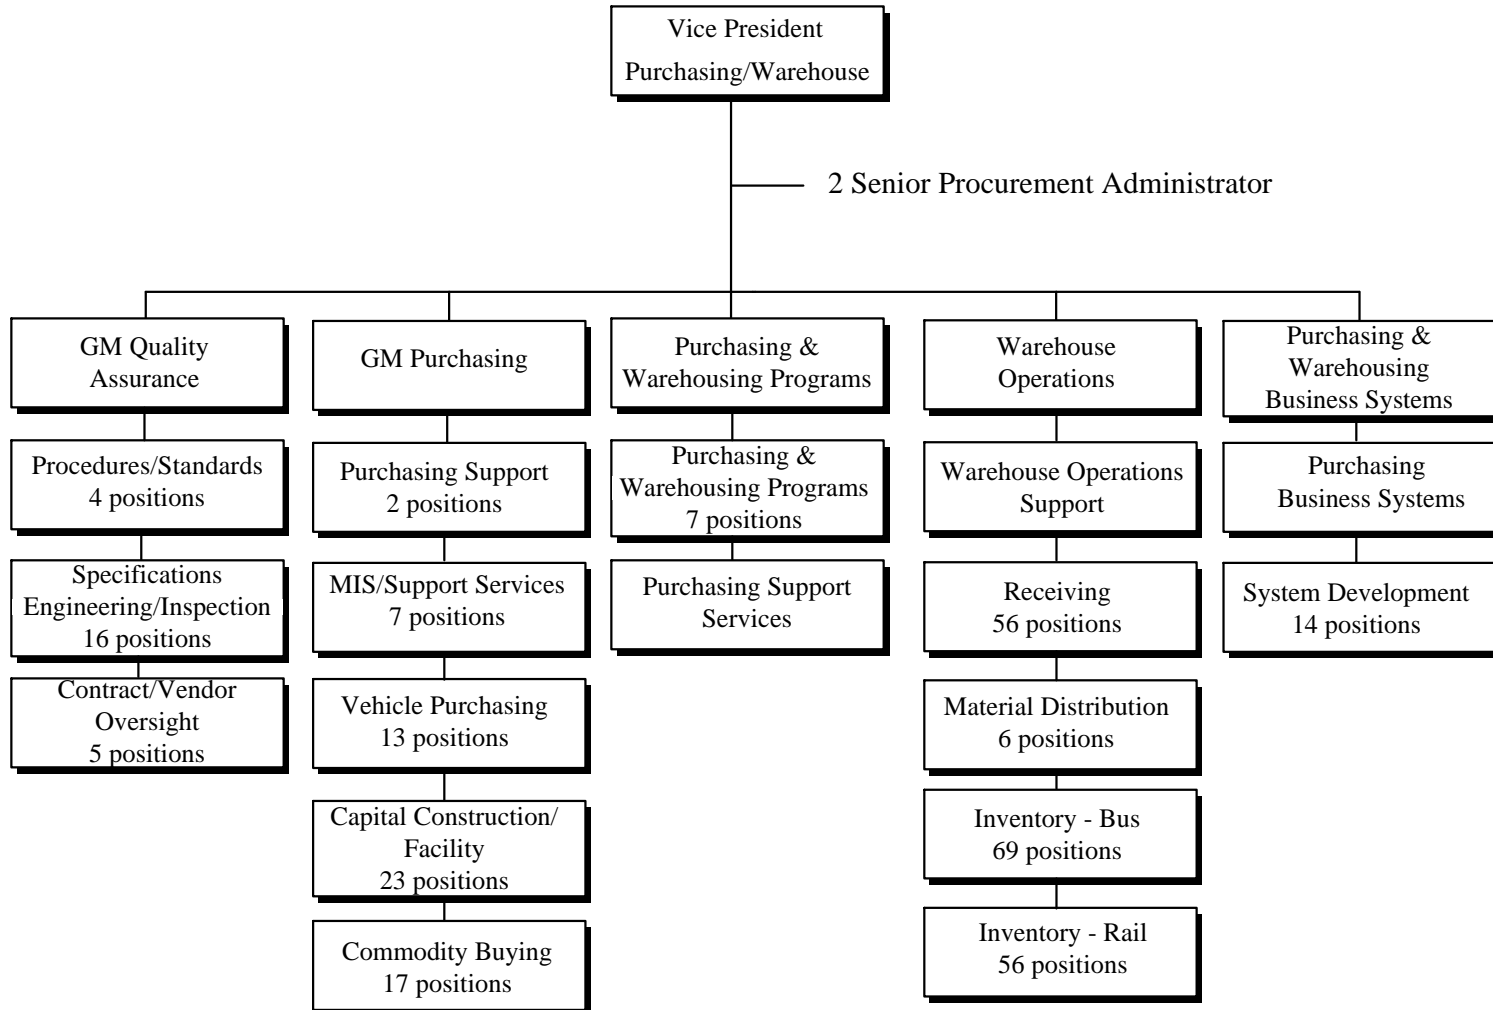 Vice President
Purchasing/Warehouse
2 Senior Procurement Administrator
GM Quality
Assurance
Procedures/Standards
4 positions
Specifications
Engineering/Inspection
16 positions
Contract/Vendor
Oversight
5 positions
GM Purchasing
Purchasing Support
2 positions
MIS/Support Services
7 positions
Vehicle Purchasing
13 positions
Capital Construction/
Facility
23 positions
Commodity Buying
17 positions
Purchasing &
Warehousing Programs
Purchasing &
Warehousing Programs
7 positions
Purchasing Support
Services
Warehouse
Operations
Warehouse Operations
Support
Receiving
56 positions
Material Distribution
6 positions
Inventory - Bus
69 positions
Inventory - Rail
56 positions
Purchasing &
Warehousing
Business Systems
Purchasing
Business Systems
System Development
14 positions